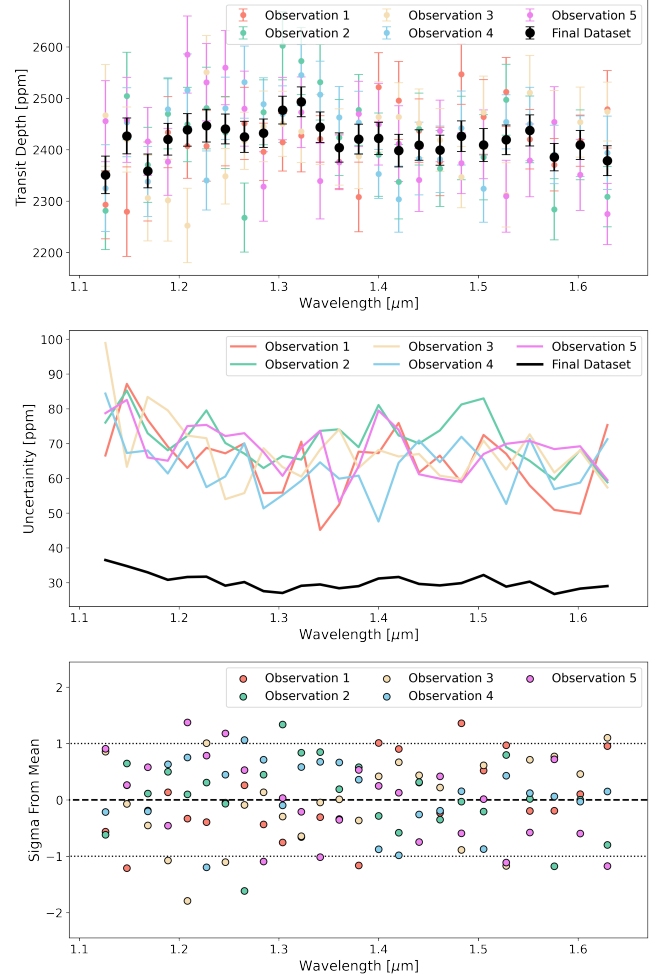 Observation 1 Observation 3 Observation 5
Observation 2 Observation 4 Final Dataset
2600
2500
2400
2300
2200
Transit Depth [ppm]
1.1 1.2 1.3 1.4 1.5 1.6
Wavelength [μm]
Observation 1 Observation 3 Observation 5
Observation 2 Observation 4 Final Dataset
100
90
80
70
60
50
40
30
Uncertainity [ppm]
1.1 1.2 1.3 1.4 1.5 1.6
Wavelength [μm]
Observation 1 Observation 3 Observation 5
Observation 2 Observation 4
2
1
0
−1
−2
Sigma From Mean
1.1 1.2 1.3 1.4 1.5 1.6
Wavelength [μm]